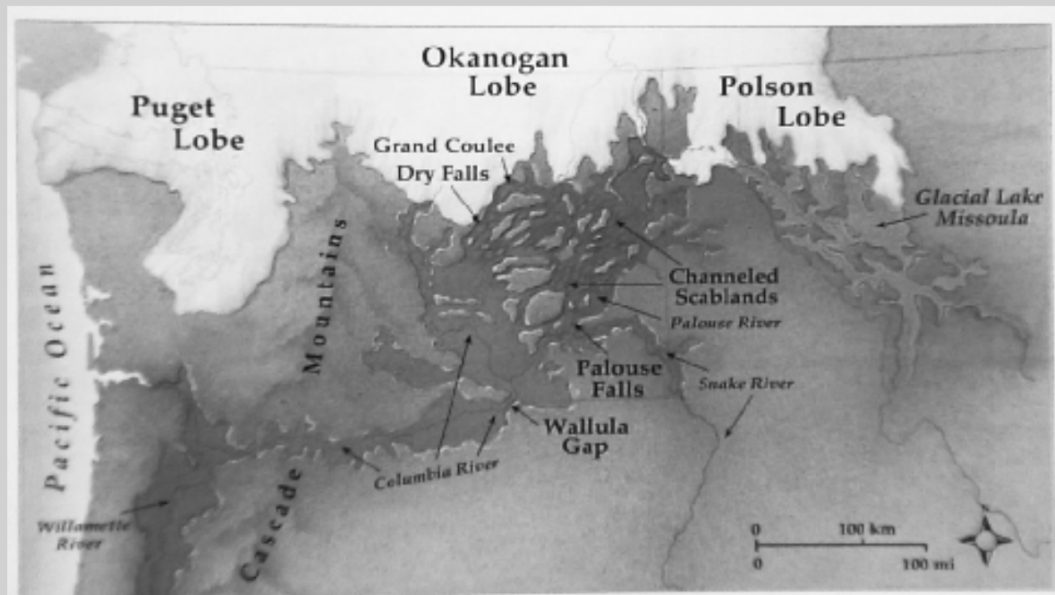 Okanogan
Lobe
Puget
Lobe
Polson
Lobe
Grand Coulee
Dry Falls
Glacial Lake
Missoula
Channeled
Scablands
Palouse River
Palouse
Falls
Snake River
Wallula
Gap
Columbia River
Willamette
River
Cascade
Mountains
Pacific Ocean
0 100 km
0 100 mi